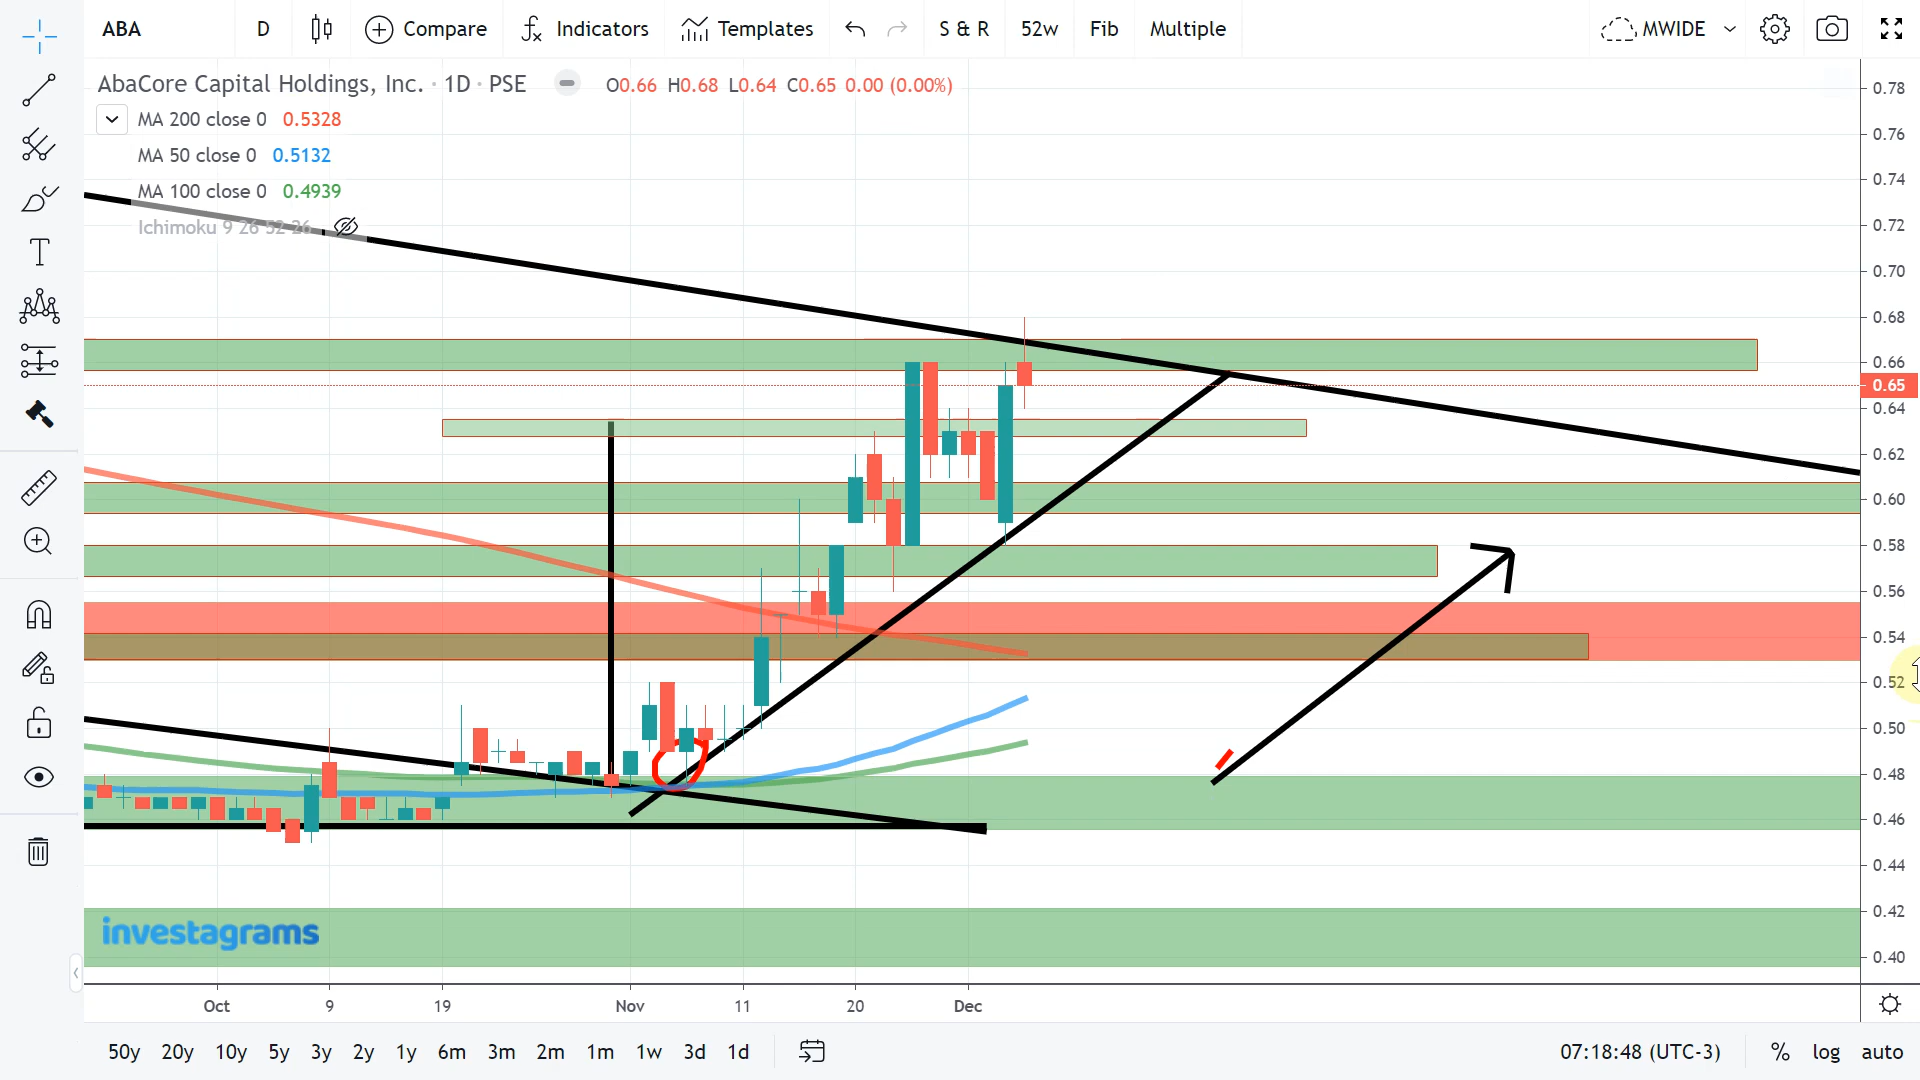 ABA D Compare Indicators Templates S & R 52w Fib Multiple MWIDE
AbaCore Capital Holdings, Inc. · 1D · PSE O0.66 H0.68 L0.64 C0.65 0.00 (0.00%)
MA 200 close 0 0.5328
MA 50 close 0 0.5132
MA 100 close 0 0.4939
Ichimoku 9 26 52 26
0.78
0.76
0.74
0.72
0.70
0.68
0.66
0.65
0.64
0.62
0.60
0.58
0.56
0.54
0.52
0.50
0.48
0.46
0.44
0.42
0.40
investagrams
Oct 9 19 Nov 11 20 Dec
50y 20y 10y 5y 3y 2y 1y 6m 3m 2m 1m 1w 3d 1d 07:18:48 (UTC-3) % log auto